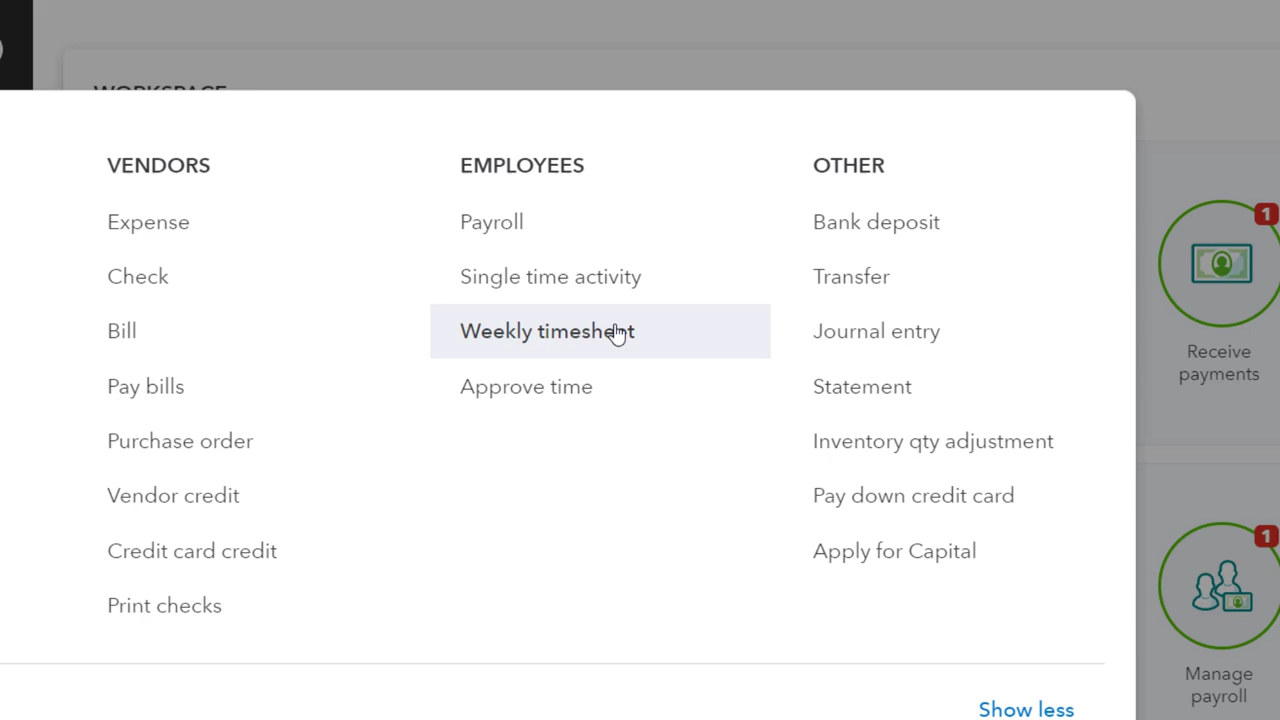 WORKSPACE
VENDORS
Expense
Check
Bill
Pay bills
Purchase order
Vendor credit
Credit card credit
Print checks
EMPLOYEES
Payroll
Single time activity
Weekly timesheet
Approve time
OTHER
Bank deposit
Transfer
Journal entry
Statement
Inventory qty adjustment
Pay down credit card
Apply for Capital
Show less
1
Receive
payments
1
Manage
payroll